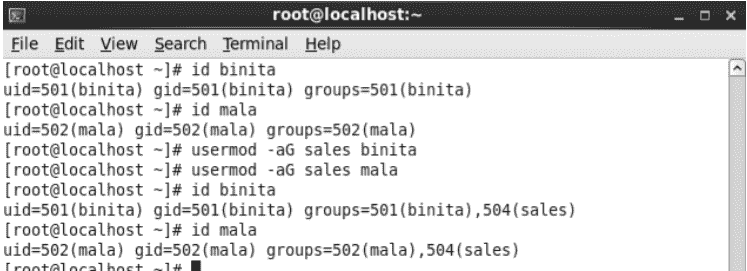 root@localhost:~
File Edit View Search Terminal Help
[root@localhost ~]# id binita
uid=501(binita) gid=501(binita) groups=501(binita)
[root@localhost ~]# id mala
uid=502(mala) gid=502(mala) groups=502(mala)
[root@localhost ~]# usermod -aG sales binita
[root@localhost ~]# usermod -aG sales mala
[root@localhost ~]# id binita
uid=501(binita) gid=501(binita) groups=501(binita),504(sales)
[root@localhost ~]# id mala
uid=502(mala) gid=502(mala) groups=502(mala),504(sales)
[root@localhost ~]#